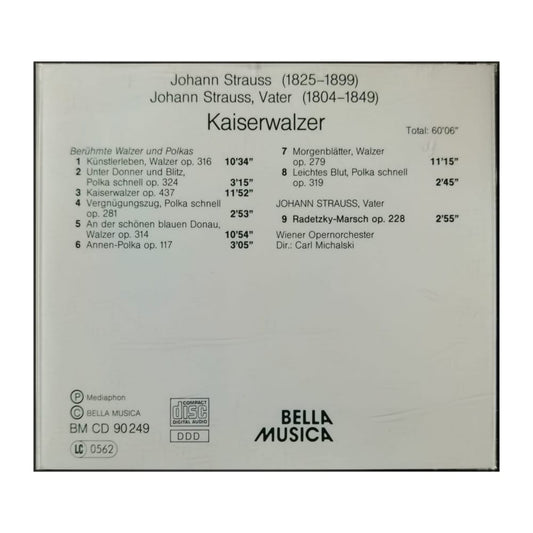 Johann Strauss (1825–1899)
Johann Strauss, Vater (1804–1849)
Kaiserwalzer
Total: 60'06"
Berühmte Walzer und Polkas
1 Künstlerleben, Walzer op. 316 10'34"
2 Unter Donner und Blitz,
Polka schnell op. 324 3'15"
3 Kaiserwalzer op. 437 11'52"
4 Vergnügungszug, Polka schnell
op. 281 2'53"
5 An der schönen blauen Donau,
Walzer op. 314 10'54"
6 Annen-Polka op. 117 3'05"
7 Morgenblätter, Walzer
op. 279 11'15"
8 Leichtes Blut, Polka schnell
op. 319 2'45"
JOHANN STRAUSS, Vater
9 Radetzky-Marsch op. 228 2'55"
Wiener Opernorchester
Dir.: Carl Michalski
Ⓟ Mediaphon
Ⓒ BELLA MUSICA
BM CD 90249
LC 0562
COMPACT
disc
DIGITAL AUDIO
DDD
BELLA
MUSICA